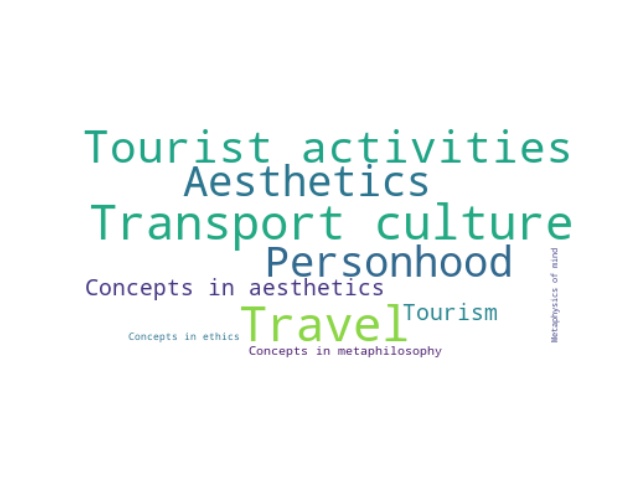 Tourist activities
Aesthetics
Transport culture
Personhood
Concepts in aesthetics
Travel
Tourism
Concepts in ethics
Concepts in metaphilosophy
Metaphysics of mind